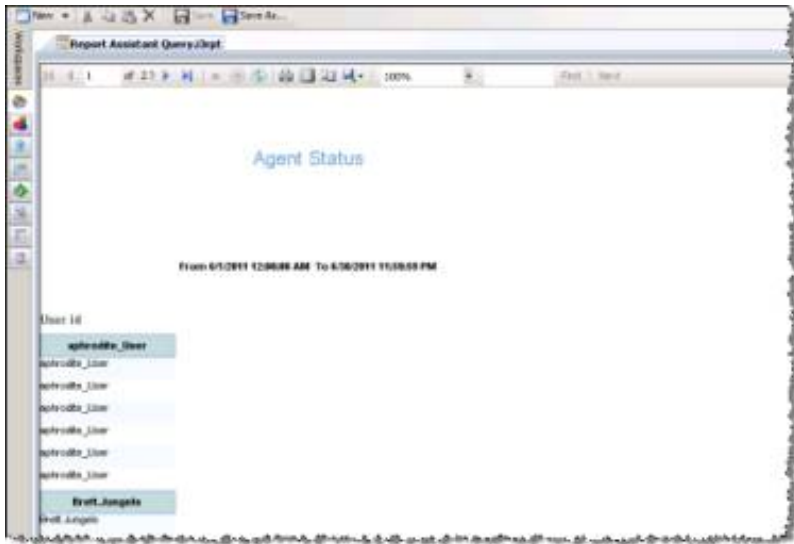 New Save Save As...
Workspaces
Report Assistant Query.i3rpt
1 of 2? 100% Find | Next
Agent Status
From 6/1/2011 12:00:00 AM To 6/30/2011 11:59:59 PM
User Id
aphrodite_User
aphrodite_User
aphrodite_User
aphrodite_User
aphrodite_User
aphrodite_User
aphrodite_User
Brett.Jungels
Brett.Jungels